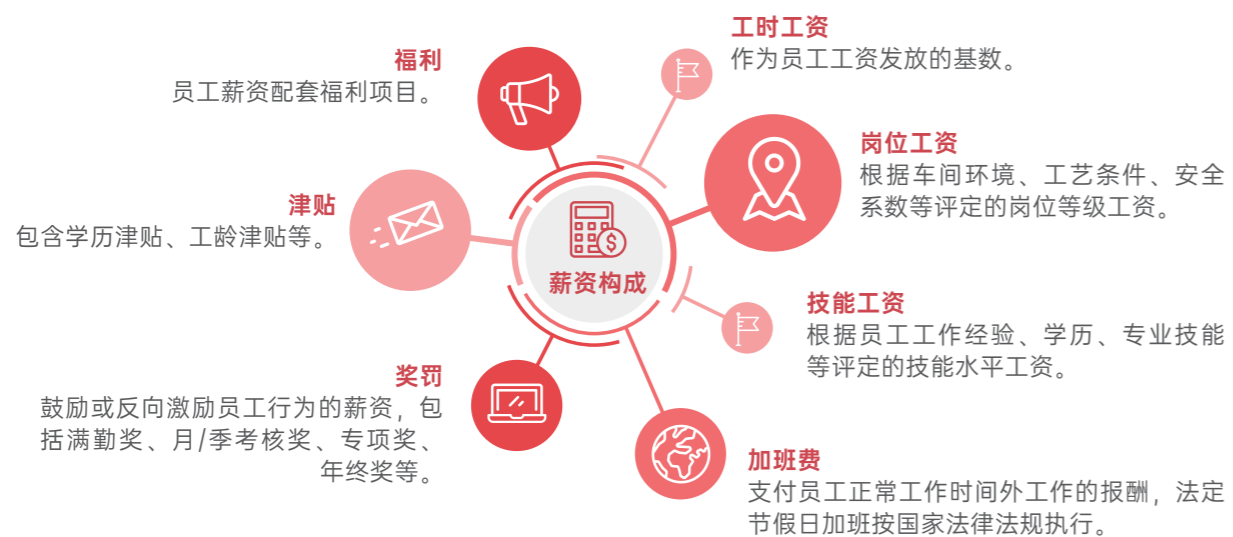 薪资构成
$
福利
员工薪资配套福利项目。
津贴
包含学历津贴、工龄津贴等。
奖罚
鼓励或反向激励员工行为的薪资，包
括满勤奖、月/季考核奖、专项奖、
年终奖等。
工时工资
作为员工工资发放的基数。
岗位工资
根据车间环境、工艺条件、安全
系数等评定的岗位等级工资。
技能工资
根据员工工作经验、学历、专业技能
等评定的技能水平工资。
加班费
支付员工正常工作时间外工作的报酬，法定
节假日加班按国家法律法规执行。